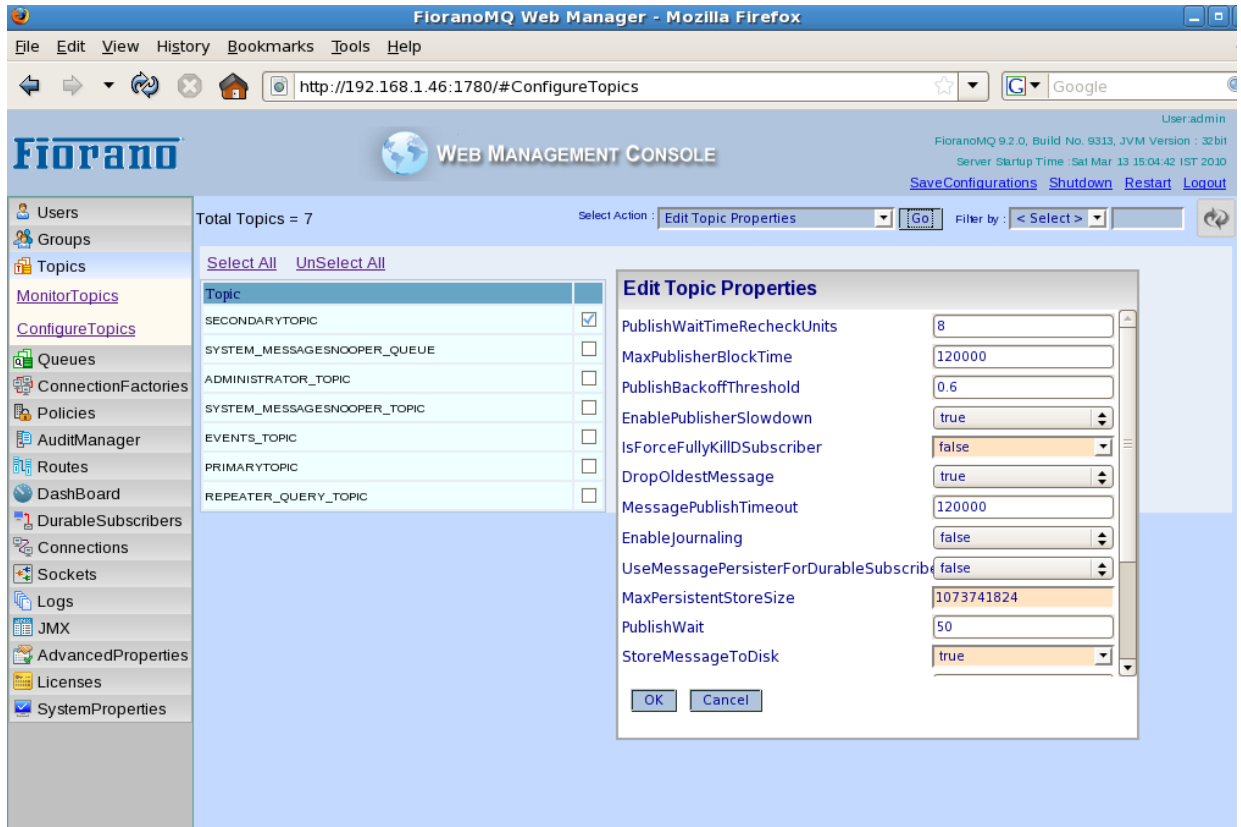 FioranoMQ Web Manager - Mozilla Firefox
File Edit View History Bookmarks Tools Help
http://192.168.1.46:1780/#ConfigureTopics
G Google
Fiorano
WEB MANAGEMENT CONSOLE
User:admin
FioranoMQ 9.2.0, Build No. 9313, JVM Version : 32bit
Server Startup Time :Sat Mar 13 15:04:42 IST 2010
SaveConfigurations Shutdown Restart Logout
Users
Groups
Topics
MonitorTopics
ConfigureTopics
Queues
ConnectionFactories
Policies
AuditManager
Routes
DashBoard
DurableSubscribers
Connections
Sockets
Logs
JMX
AdvancedProperties
Licenses
SystemProperties
Total Topics = 7
Select Action : Edit Topic Properties Go Filter by : < Select >
Select All UnSelect All
Topic
SECONDARYTOPIC
SYSTEM_MESSAGESNOOPER_QUEUE
ADMINISTRATOR_TOPIC
SYSTEM_MESSAGESNOOPER_TOPIC
EVENTS_TOPIC
PRIMARYTOPIC
REPEATER_QUERY_TOPIC
Edit Topic Properties
PublishWaitTimeRecheckUnits 8
MaxPublisherBlockTime 120000
PublishBackoffThreshold 0.6
EnablePublisherSlowdown true
IsForceFullyKillDSubscriber false
DropOldestMessage true
MessagePublishTimeout 120000
EnableJournaling false
UseMessagePersisterForDurableSubscribe false
MaxPersistentStoreSize 1073741824
PublishWait 50
StoreMessageToDisk true
OK Cancel